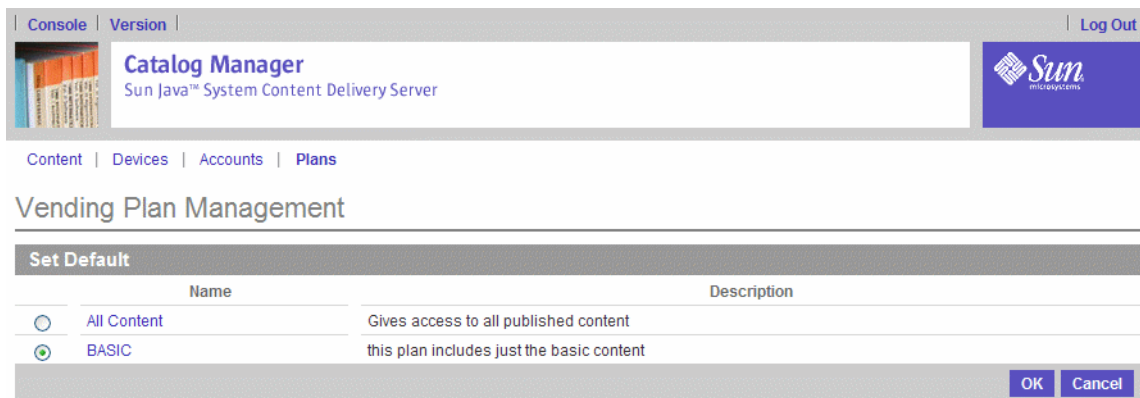 Console | Version | | Log Out
Catalog Manager
Sun Java™ System Content Delivery Server
Sun
microsystems
Content | Devices | Accounts | Plans
Vending Plan Management
Set Default
Name Description
All Content Gives access to all published content
BASIC this plan includes just the basic content
OK Cancel